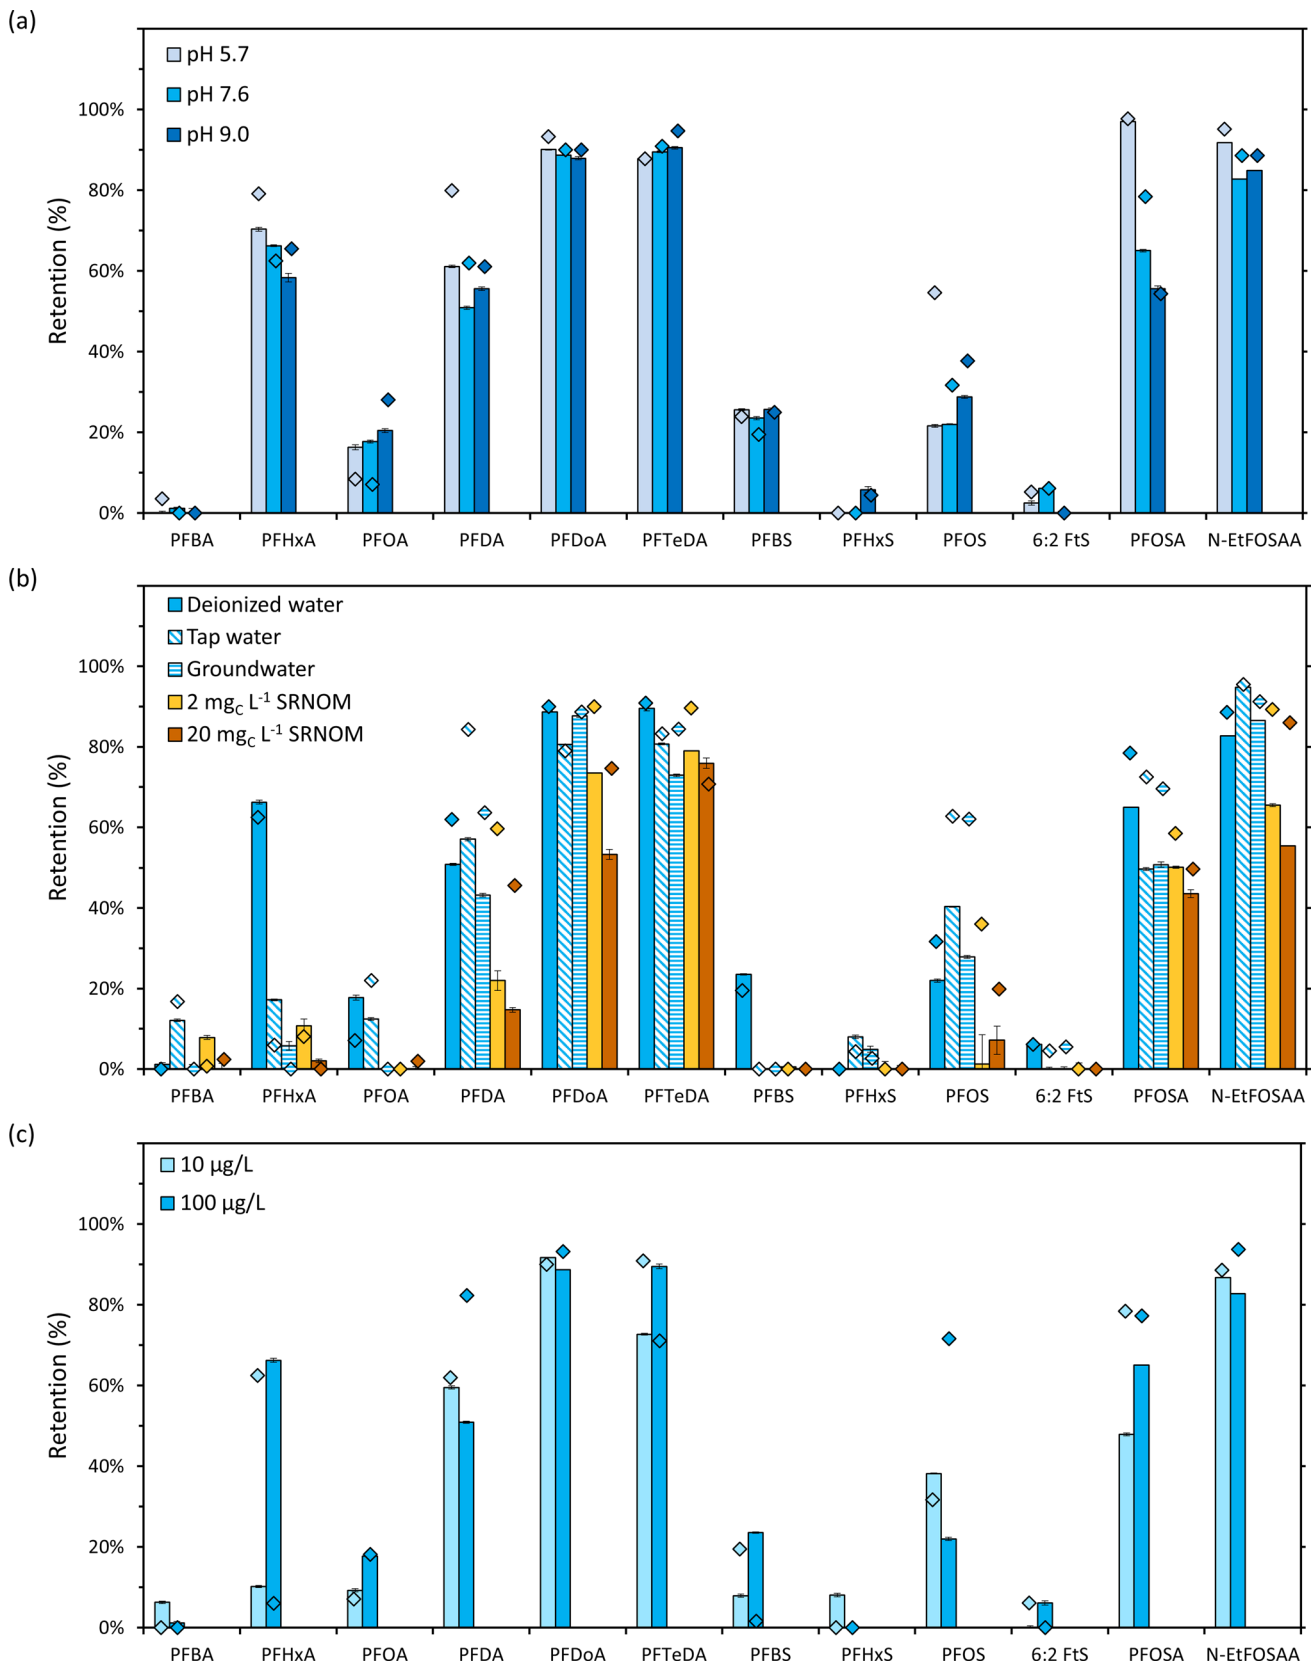 (a)
pH 5.7
pH 7.6
pH 9.0
Retention (%)
100%
80%
60%
40%
20%
0%
PFBA PFHxA PFOA PFDA PFDoA PFTeDA PFBS PFHxS PFOS 6:2 FtS PFOSA N-EtFOSAA
(b)
Deionized water
Tap water
Groundwater
2 mgC L-1 SRNOM
20 mgC L-1 SRNOM
Retention (%)
100%
80%
60%
40%
20%
0%
PFBA PFHxA PFOA PFDA PFDoA PFTeDA PFBS PFHxS PFOS 6:2 FtS PFOSA N-EtFOSAA
(c)
10 µg/L
100 µg/L
Retention (%)
100%
80%
60%
40%
20%
0%
PFBA PFHxA PFOA PFDA PFDoA PFTeDA PFBS PFHxS PFOS 6:2 FtS PFOSA N-EtFOSAA